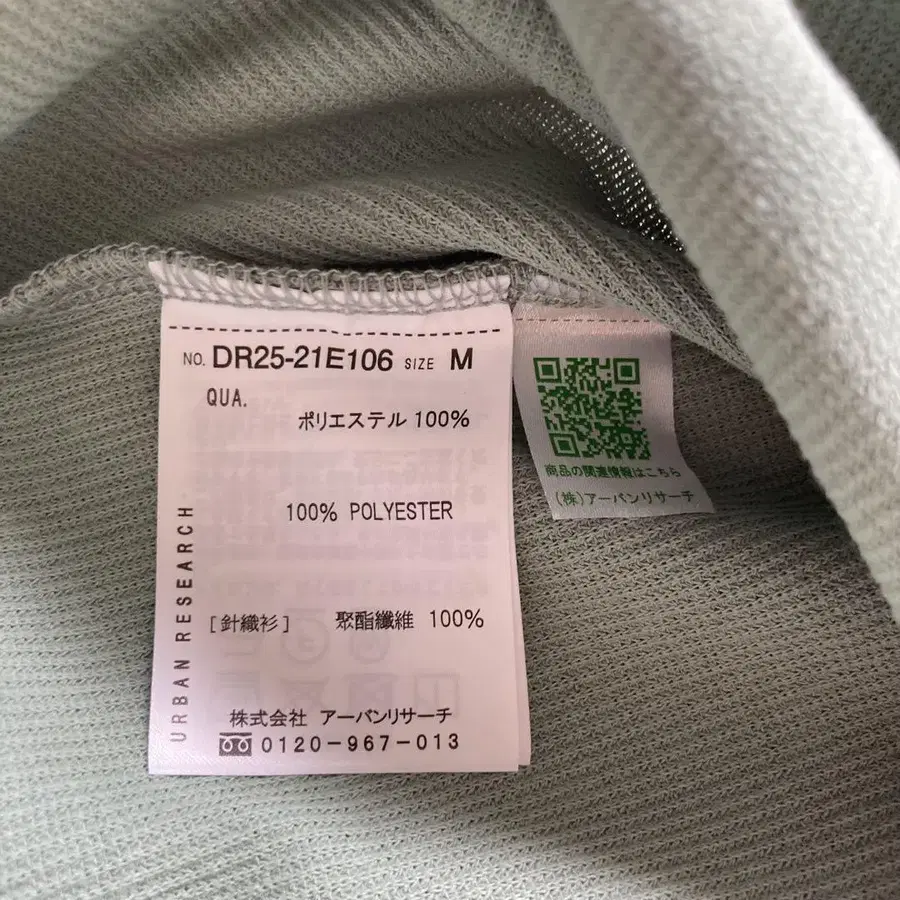 NO. DR25-21E106 SIZE M
QUA.
ポリエステル 100%
100% POLYESTER
[針織衫] 聚酯纖維 100%
URBAN RESEARCH
株式会社 アーバンリサーチ
0120-967-013
商品の関連情報はこちら
(株)アーバンリサーチ